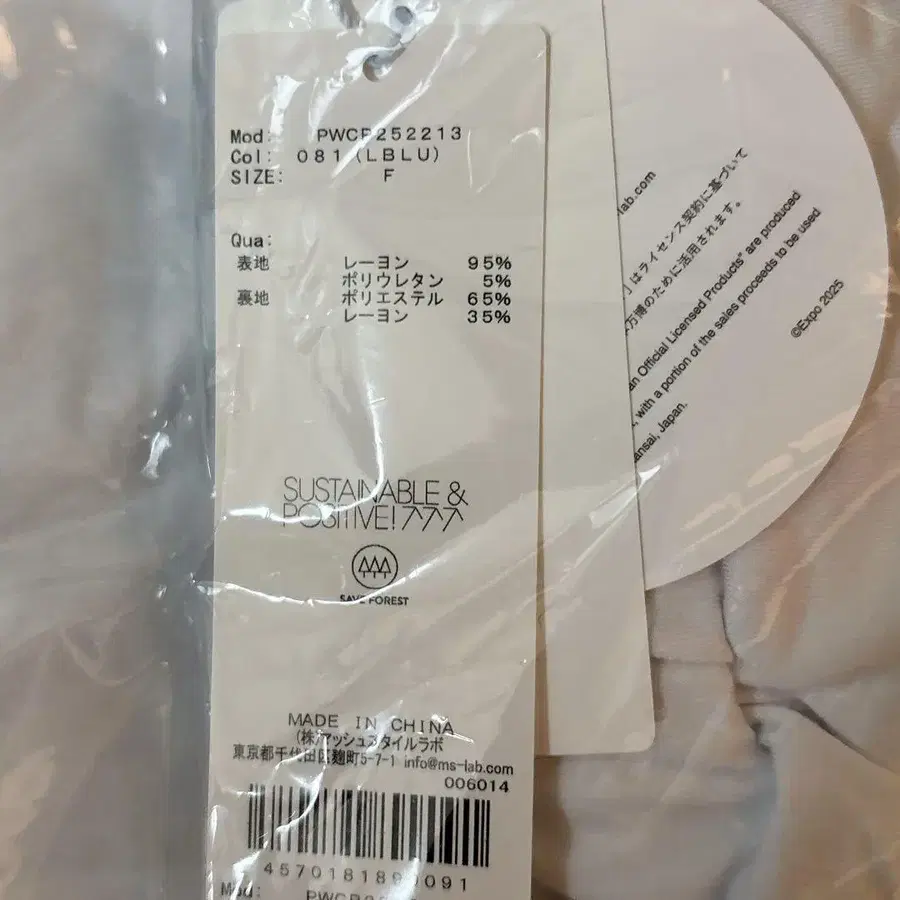 Mod: PWCP252213
Col: 081(LBLU)
SIZE: F
Qua:
表地 レーヨン 95%
ポリウレタン 5%
裏地 ポリエステル 65%
レーヨン 35%
SUSTAINABLE &
POSITIVE!
SAVE FOREST
MADE IN CHINA
(株)マッシュスタイルラボ
東京都千代田区麹町5-7-1 info@ms-lab.com
006014
Mod:
lab.com
はライセンス契約に基づいて
万博のために活用されます。
an Official Licensed Products" are produced
, with a portion of the sales proceeds to be used
ansai, Japan.
©Expo 2025